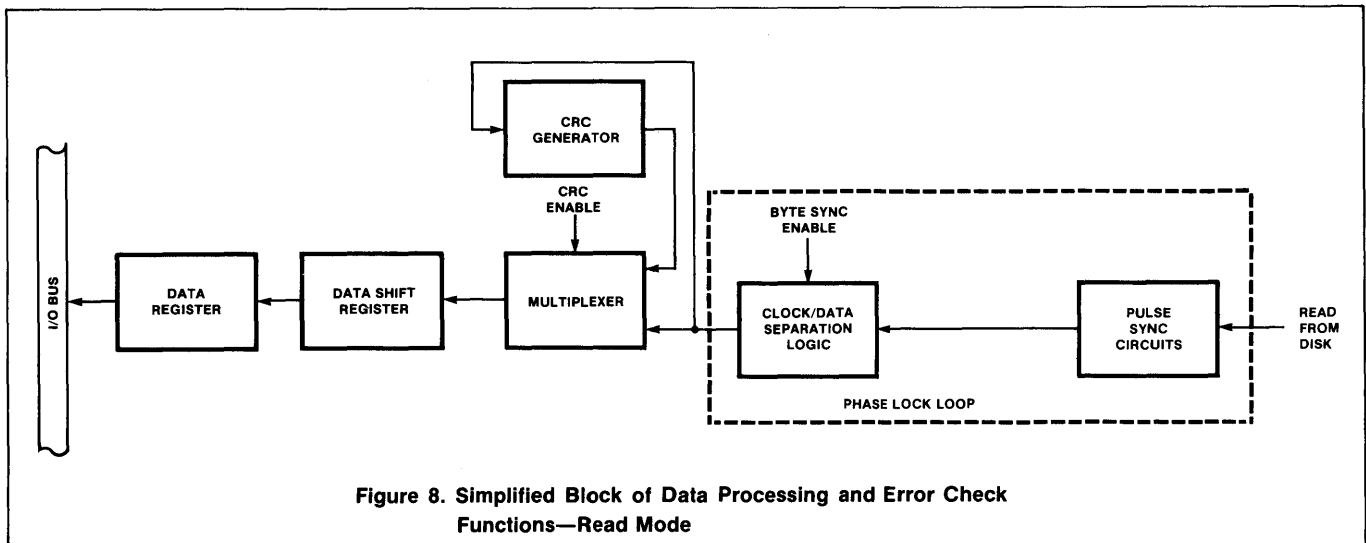 CRC
GENERATOR
CRC
ENABLE
BYTE SYNC
ENABLE
I/O BUS
DATA
REGISTER
DATA SHIFT
REGISTER
MULTIPLEXER
CLOCK/DATA
SEPARATION
LOGIC
PULSE
SYNC
CIRCUITS
READ
FROM
DISK
PHASE LOCK LOOP
Figure 8. Simplified Block of Data Processing and Error Check
Functions—Read Mode